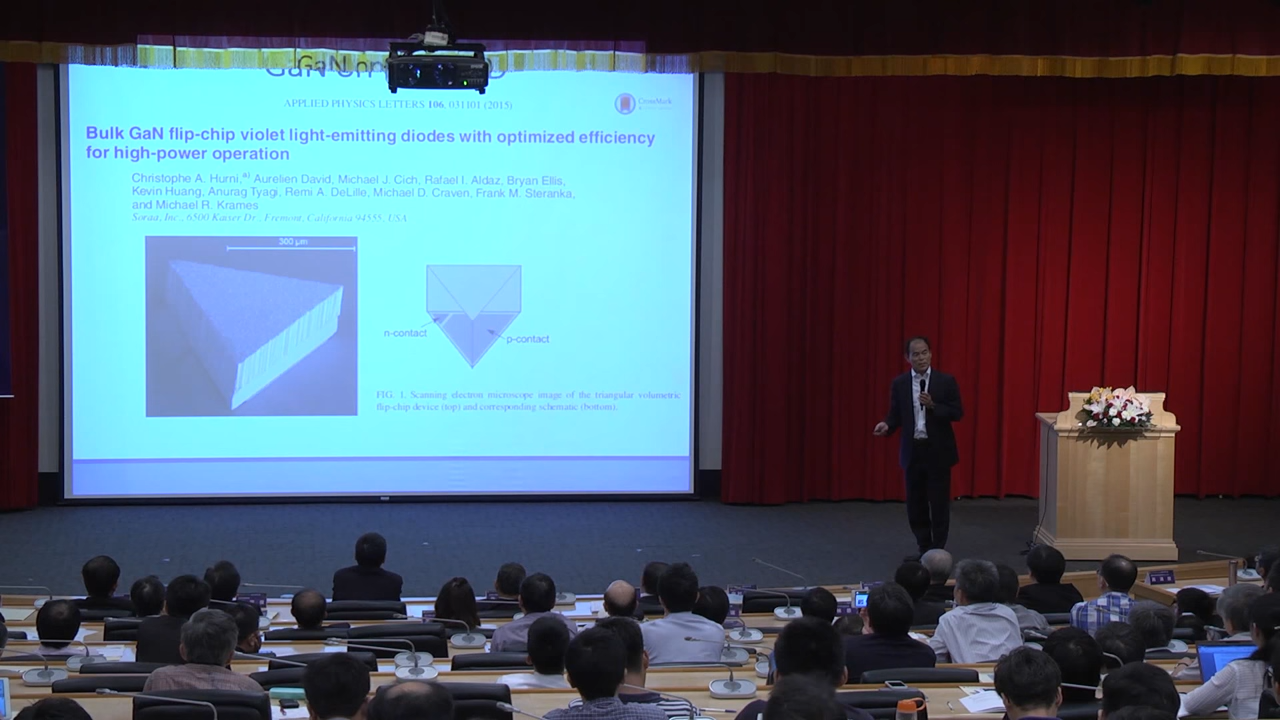 GaN on
APPLIED PHYSICS LETTERS 106, 031101 (2015)
CrossMark
Bulk GaN flip-chip violet light-emitting diodes with optimized efficiency
for high-power operation
Christophe A. Hurni,a) Aurelien David, Michael J. Cich, Rafael I. Aldaz, Bryan Ellis,
Kevin Huang, Anurag Tyagi, Remi A. DeLille, Michael D. Craven, Frank M. Steranka,
and Michael R. Krames
Soraa, Inc., 6500 Kaiser Dr., Fremont, California 94555, USA
300 µm
n-contact
p-contact
FIG. 1. Scanning electron microscope image of the triangular volumetric
flip-chip device (top) and corresponding schematic (bottom).